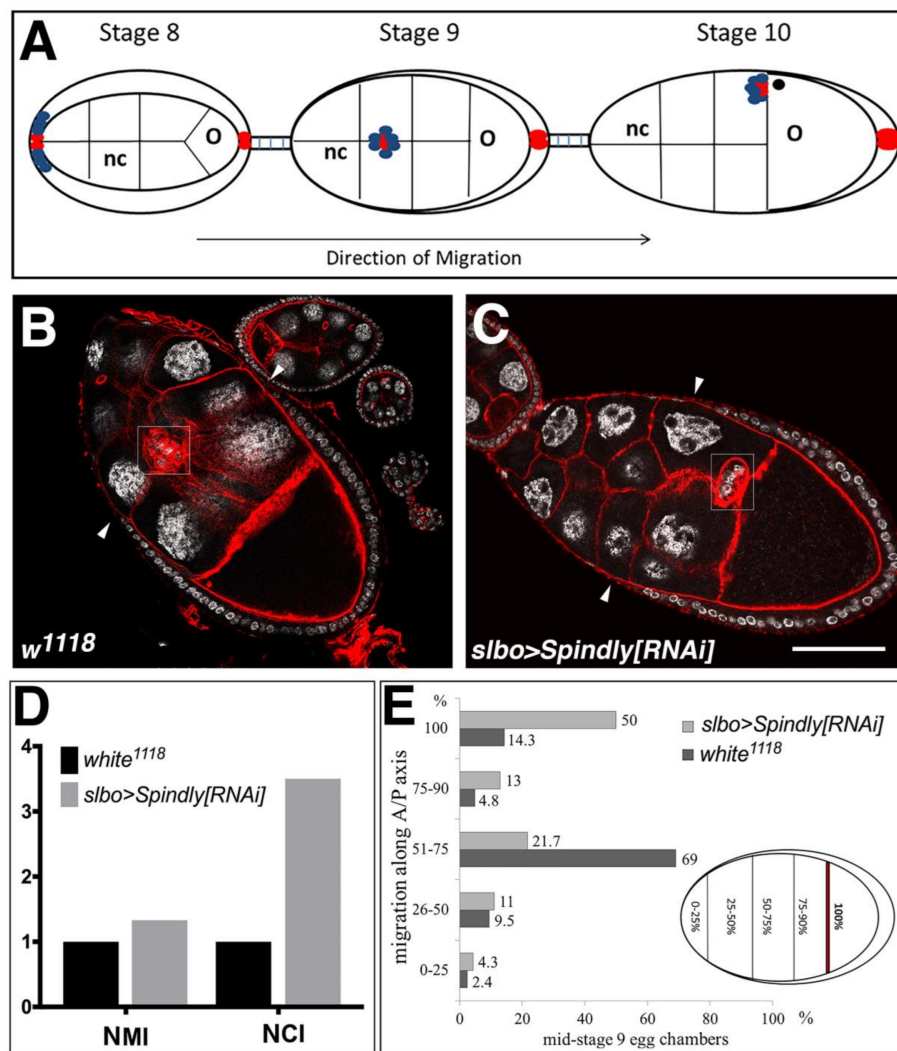 A
Stage 8
Stage 9
Stage 10
nc
O
nc
O
nc
O
Direction of Migration
B
w1118
C
slbo>Spindly[RNAi]
D
4
3
2
1
0
white1118
slbo>Spindly[RNAi]
NMI
NCI
E
%
100
75-90
51-75
26-50
0-25
migration along A/P axis
50
14.3
13
4.8
21.7
69
11
9.5
4.3
2.4
slbo>Spindly[RNAi]
white1118
0-25%
25-50%
50-75%
75-90%
100%
0 20 40 60 80 100 %
mid-stage 9 egg chambers